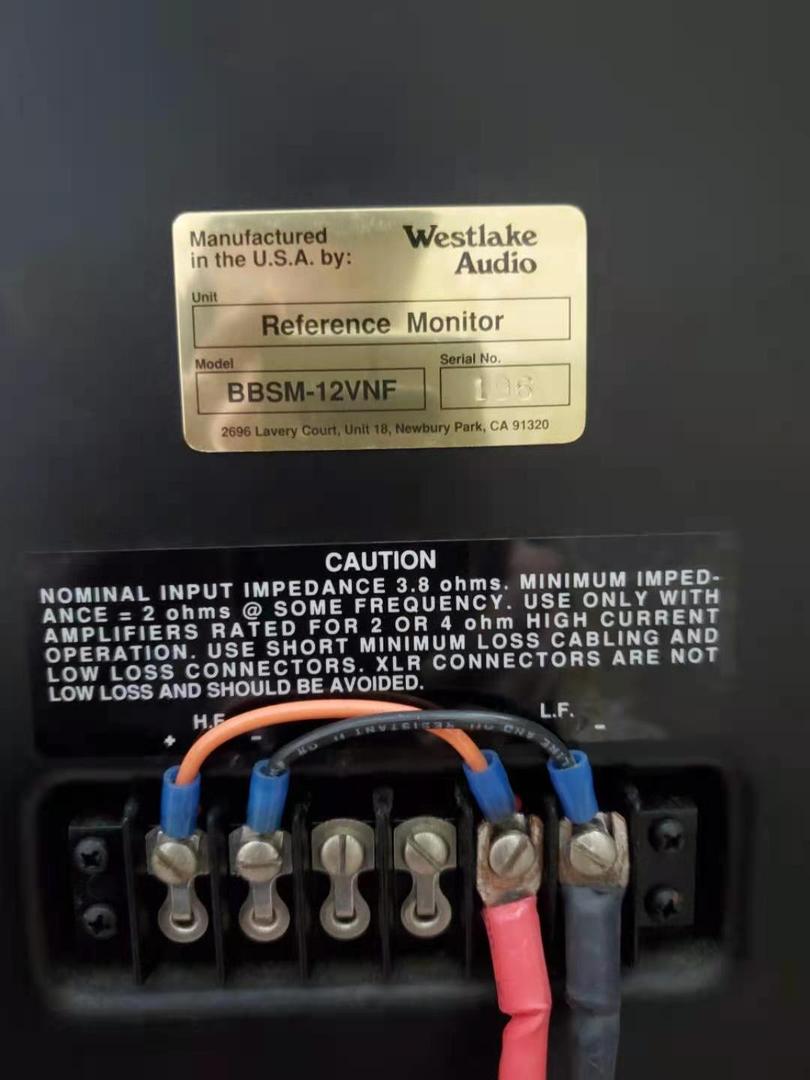 Manufactured
in the U.S.A. by:
Westlake
Audio
Unit
Reference Monitor
Model
BBSM-12VNF
Serial No.
196
2696 Lavery Court, Unit 18, Newbury Park, CA 91320
CAUTION
NOMINAL INPUT IMPEDANCE 3.8 ohms. MINIMUM IMPED-
ANCE = 2 ohms @ SOME FREQUENCY. USE ONLY WITH
AMPLIFIERS RATED FOR 2 OR 4 ohm HIGH CURRENT
OPERATION. USE SHORT MINIMUM LOSS CABLING AND
LOW LOSS CONNECTORS. XLR CONNECTORS ARE NOT
LOW LOSS AND SHOULD BE AVOIDED.
H.F.
L.F.
+ -
-
RESISTANT